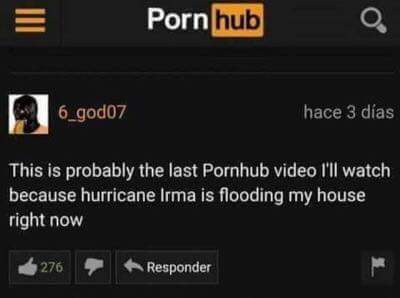 Porn hub
6_god07 hace 3 días
This is probably the last Pornhub video I'll watch
because hurricane Irma is flooding my house
right now
276 Responder